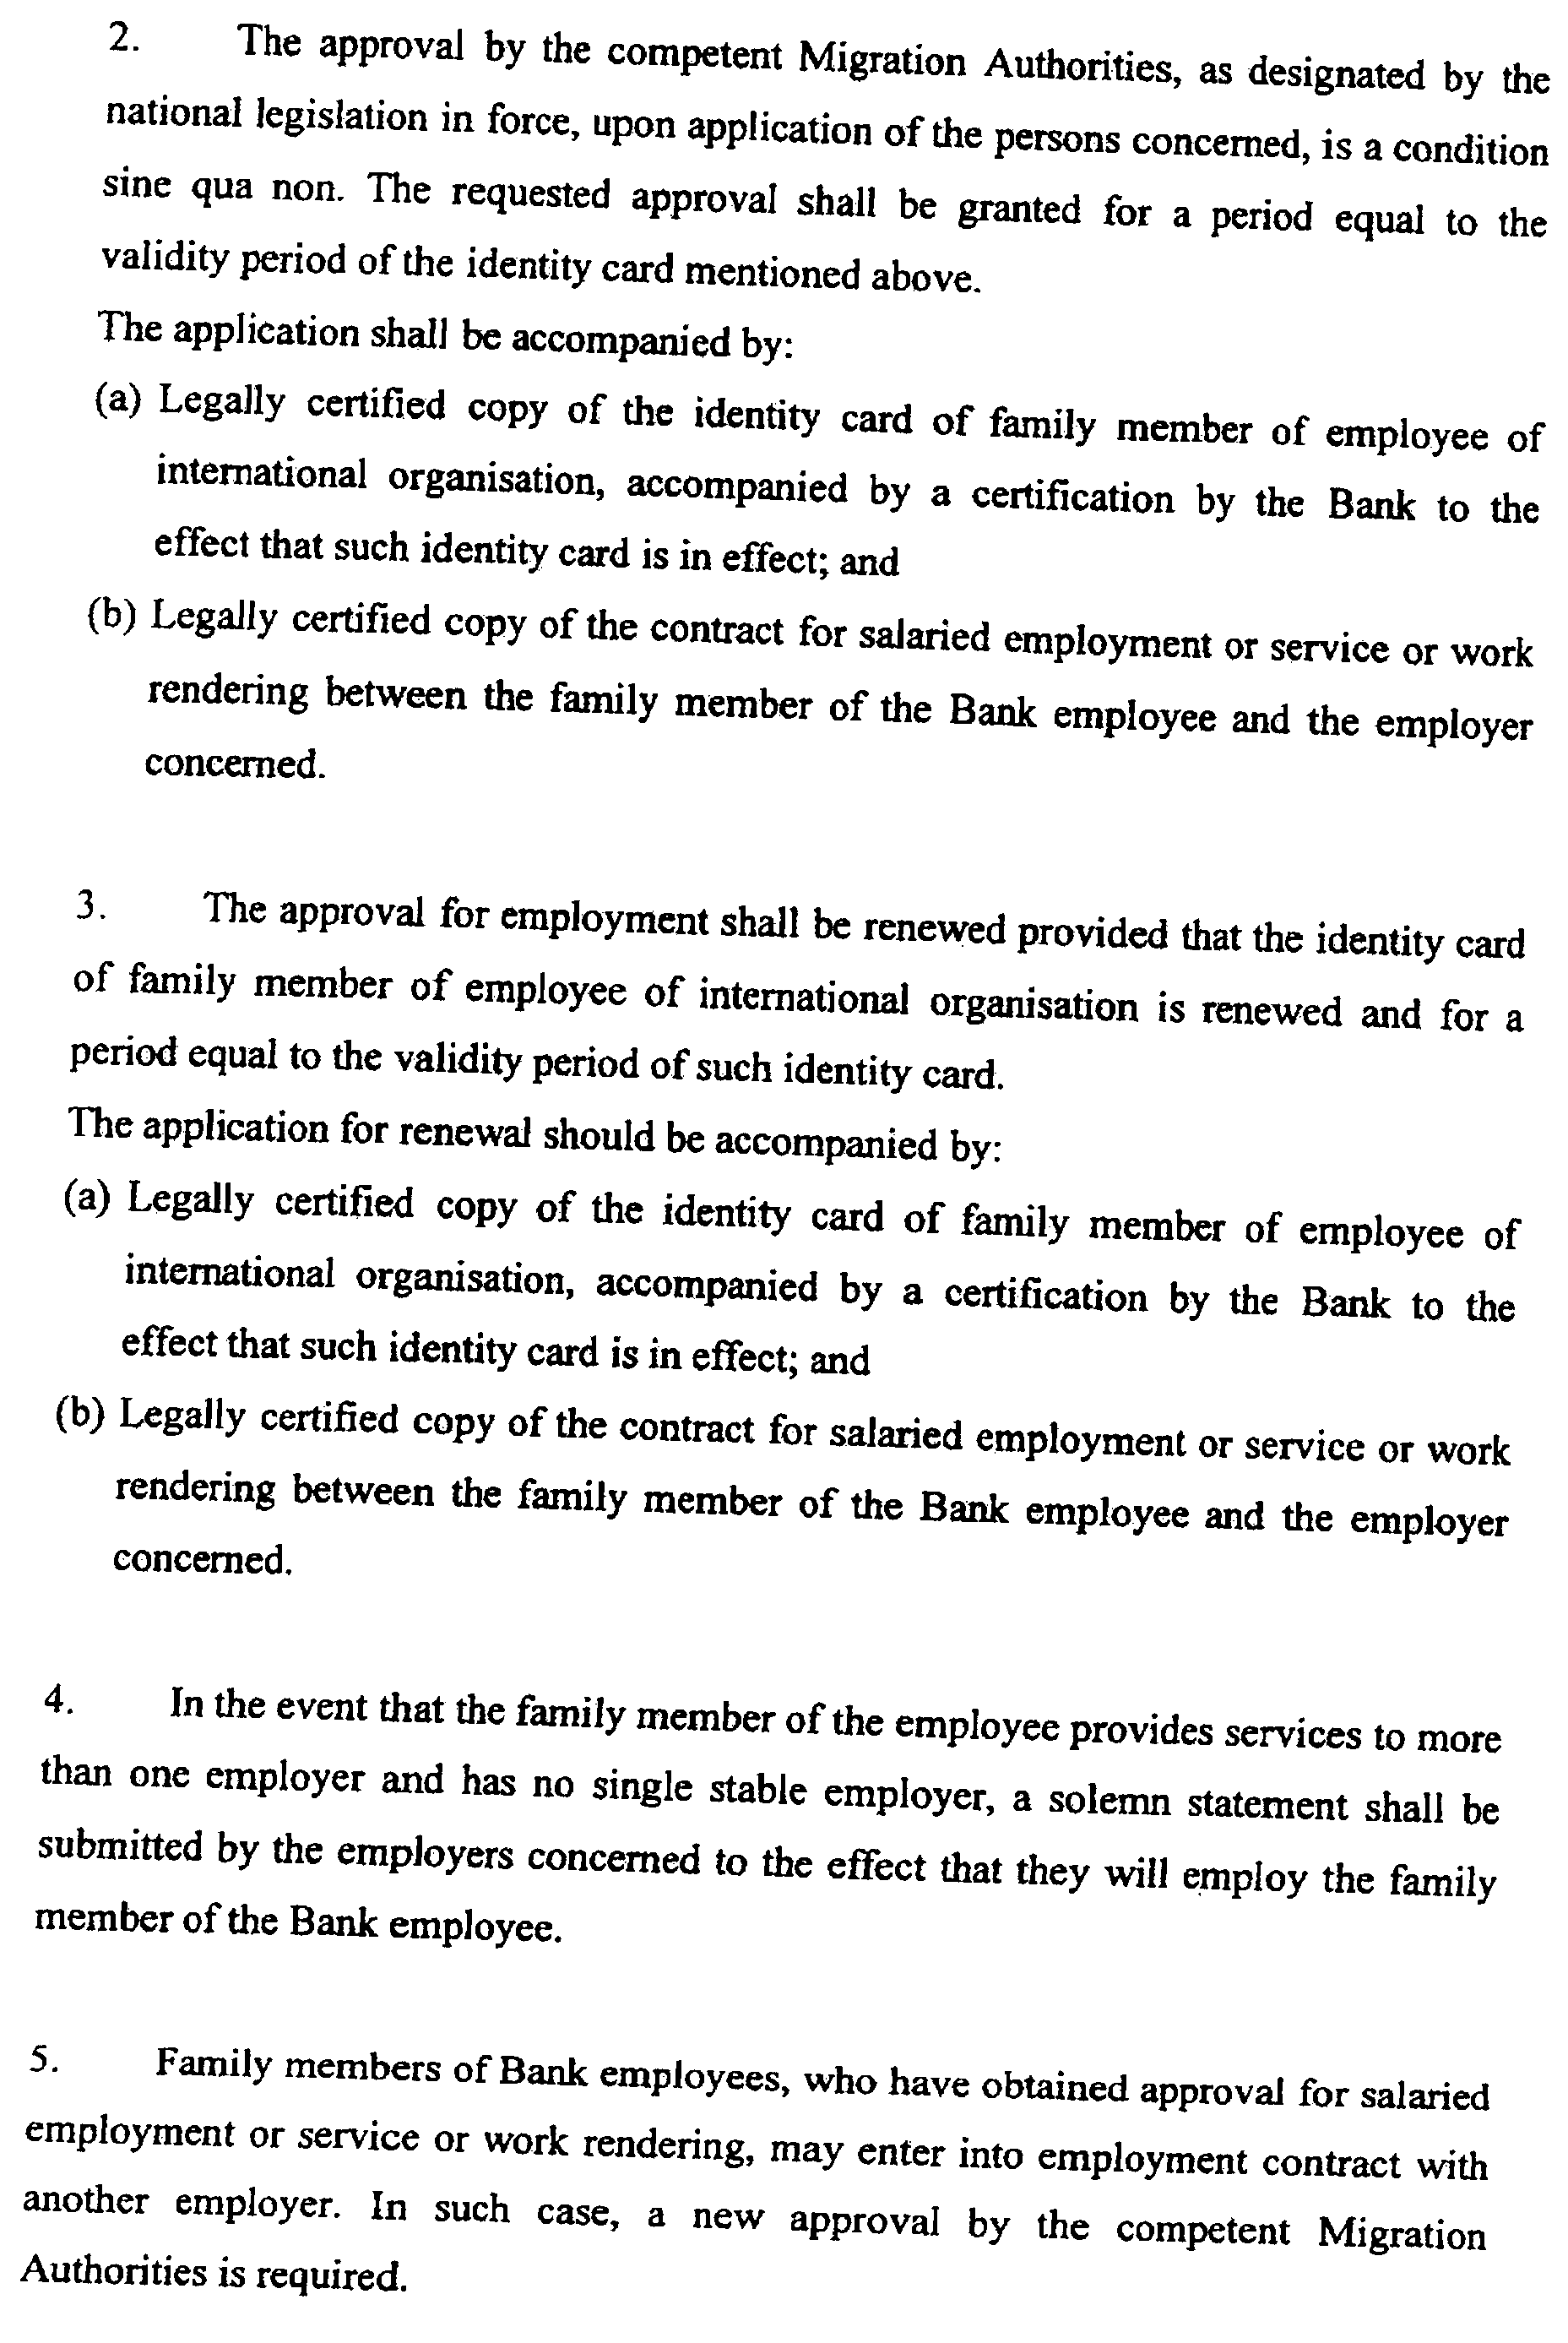 2. The approval by the competent Migration Authorities, as designated by the
national legislation in force, upon application of the persons concerned, is a condition
sine qua non. The requested approval shall be granted for a period equal to the
validity period of the identity card mentioned above.
The application shall be accompanied by:
(a) Legally certified copy of the identity card of family member of employee of
international organisation, accompanied by a certification by the Bank to the
effect that such identity card is in effect; and
(b) Legally certified copy of the contract for salaried employment or service or work
rendering between the family member of the Bank employee and the employer
concerned.
3. The approval for employment shall be renewed provided that the identity card
of family member of employee of international organisation is renewed and for a
period equal to the validity period of such identity card.
The application for renewal should be accompanied by:
(a) Legally certified copy of the identity card of family member of employee of
international organisation, accompanied by a certification by the Bank to the
effect that such identity card is in effect; and
(b) Legally certified copy of the contract for salaried employment or service or work
rendering between the family member of the Bank employee and the employer
concerned.
4. In the event that the family member of the employee provides services to more
than one employer and has no single stable employer, a solemn statement shall be
submitted by the employers concerned to the effect that they will employ the family
member of the Bank employee.
5. Family members of Bank employees, who have obtained approval for salaried
employment or service or work rendering, may enter into employment contract with
another employer. In such case, a new approval by the competent Migration
Authorities is required.